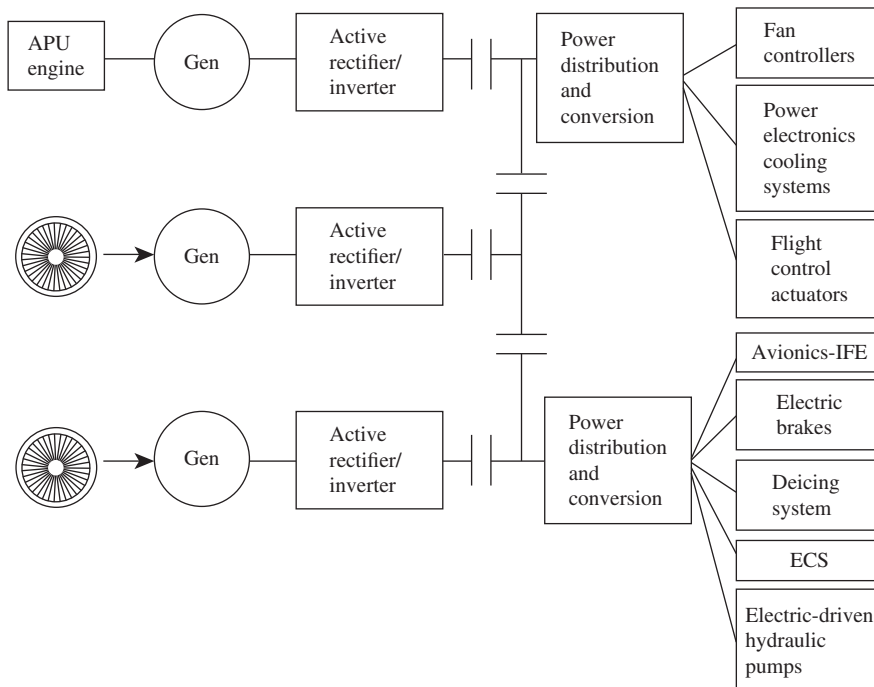 APU
engine
Gen
Active
rectifier/
inverter
Power
distribution
and
conversion
Fan
controllers
Power
electronics
cooling
systems
Flight
control
actuators
Gen
Active
rectifier/
inverter
Gen
Active
rectifier/
inverter
Power
distribution
and
conversion
Avionics-IFE
Electric
brakes
Deicing
system
ECS
Electric-driven
hydraulic
pumps